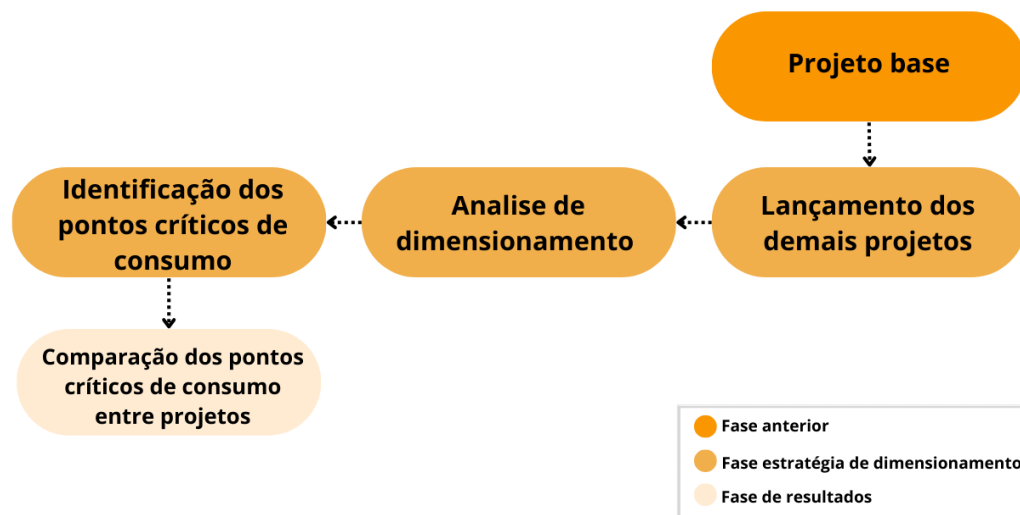 Projeto base
Identificação dos
pontos críticos de
consumo
Analise de
dimensionamento
Lançamento dos
demais projetos
Comparação dos pontos
críticos de consumo
entre projetos
Fase anterior
Fase estratégia de dimensionamento
Fase de resultados